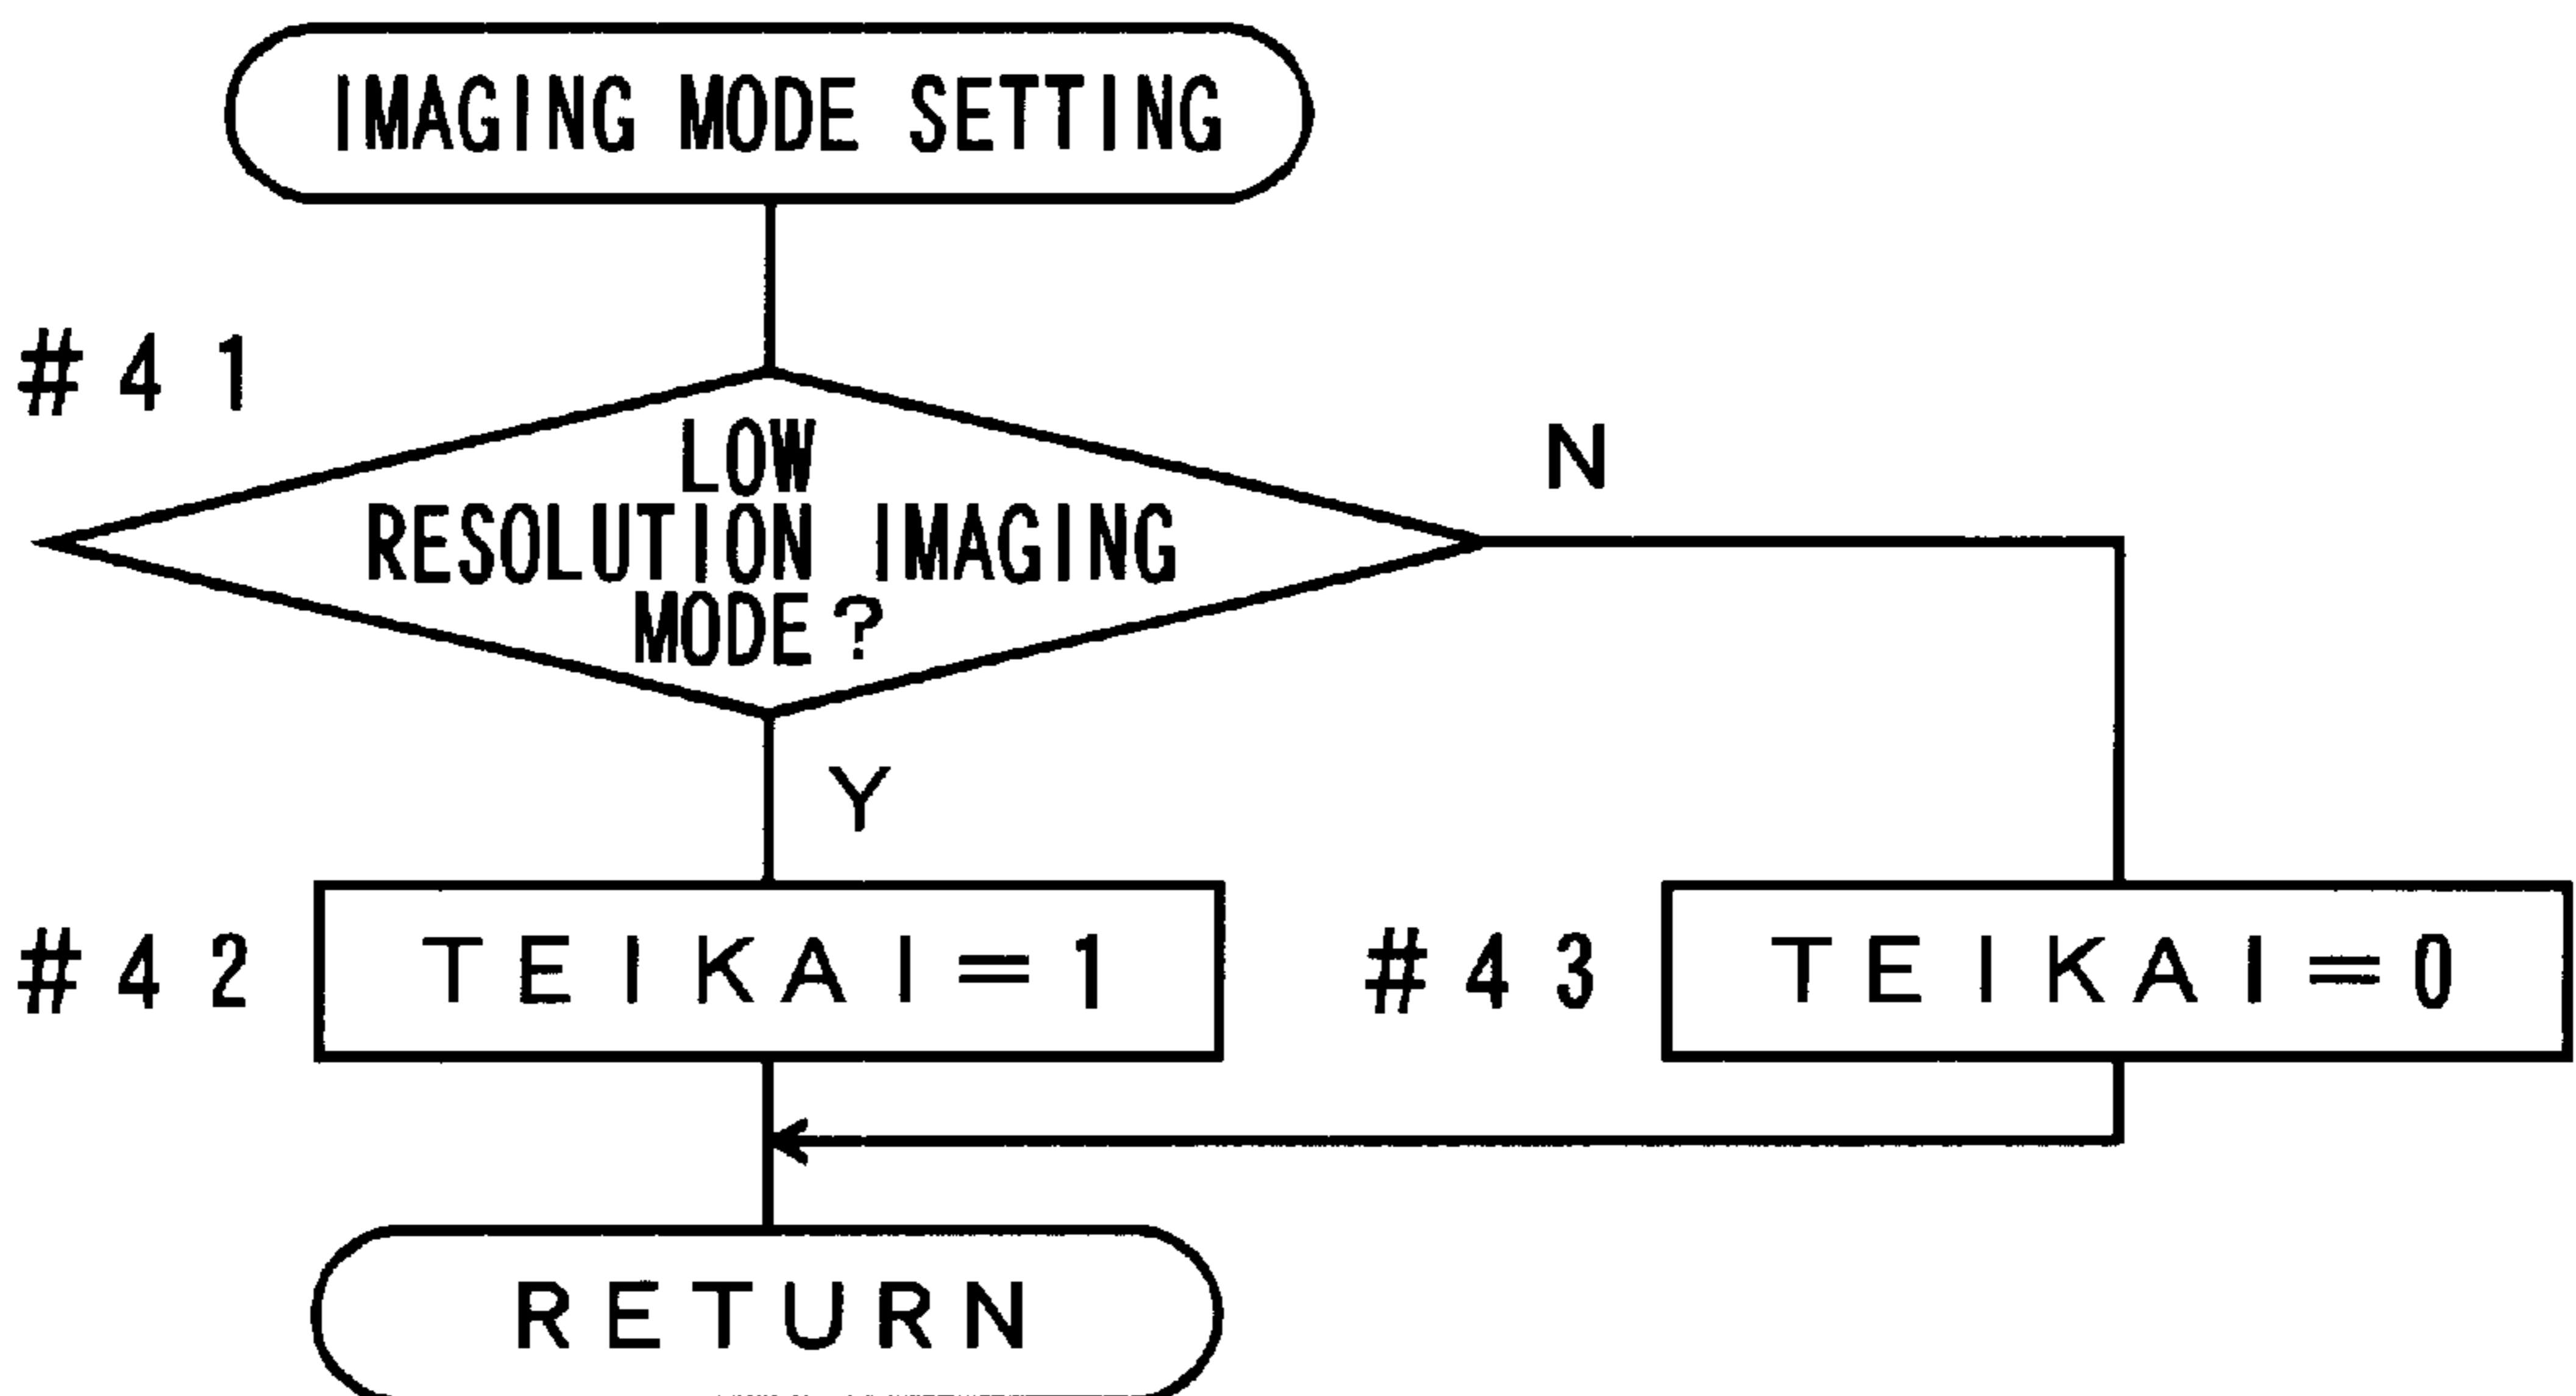 IMAGING MODE SETTING
#41
LOW
RESOLUTION IMAGING
MODE?
N
Y
#42
TEIKAI=1
#43
TEIKAI=0
RETURN